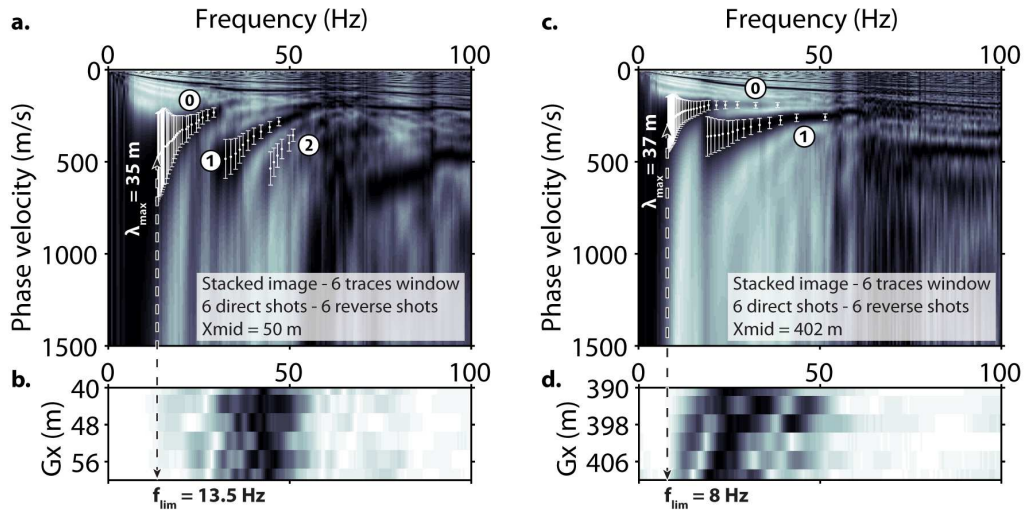 a.
Frequency (Hz)
0 50 100
Phase velocity (m/s)
0
500
1000
1500
λmax = 35 m
0
1
2
Stacked image - 6 traces window
6 direct shots - 6 reverse shots
Xmid = 50 m
b.
0 50 100
Gx (m)
40
48
56
flim = 13.5 Hz
c.
Frequency (Hz)
0 50 100
Phase velocity (m/s)
0
500
1000
1500
λmax = 37 m
0
1
Stacked image - 6 traces window
6 direct shots - 6 reverse shots
Xmid = 402 m
d.
0 50 100
Gx (m)
390
398
406
flim = 8 Hz